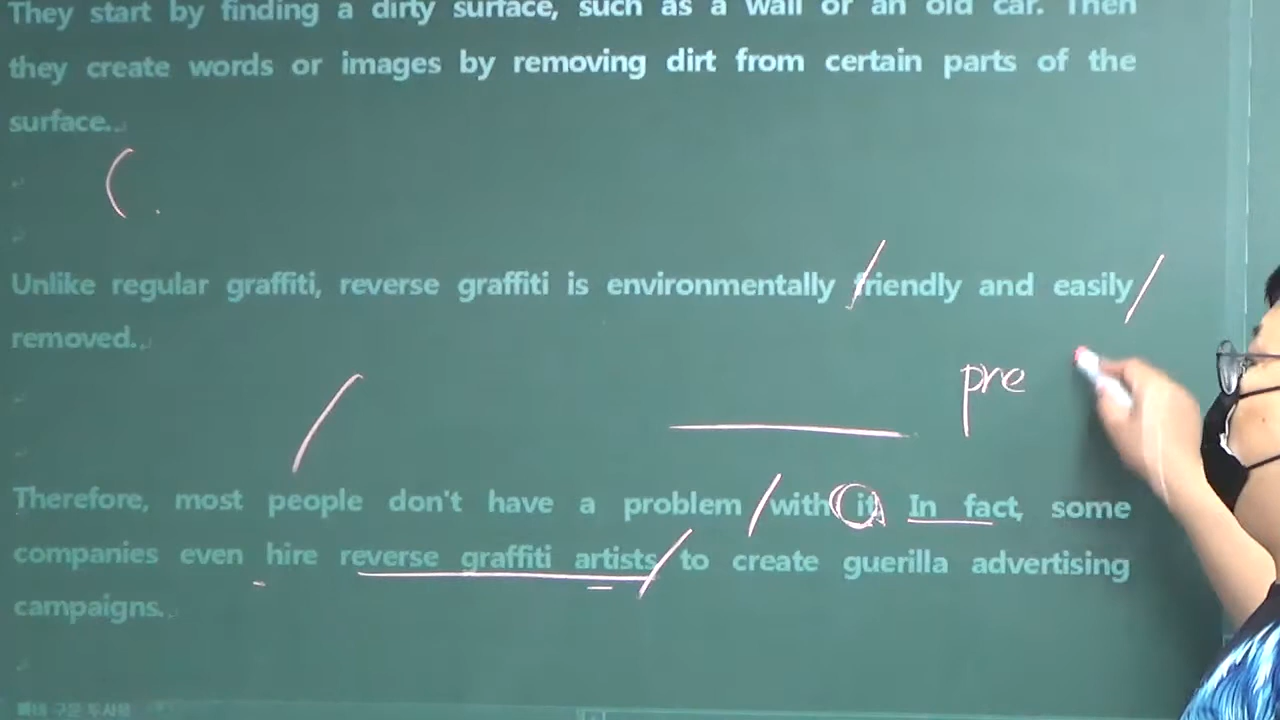 They start by finding a dirty surface, such as a wall or an old car. Then
they create words or images by removing dirt from certain parts of the
surface.
Unlike regular graffiti, reverse graffiti is environmentally friendly and easily
removed.
pre
Therefore, most people don't have a problem with it. In fact, some
companies even hire reverse graffiti artists to create guerilla advertising
campaigns.